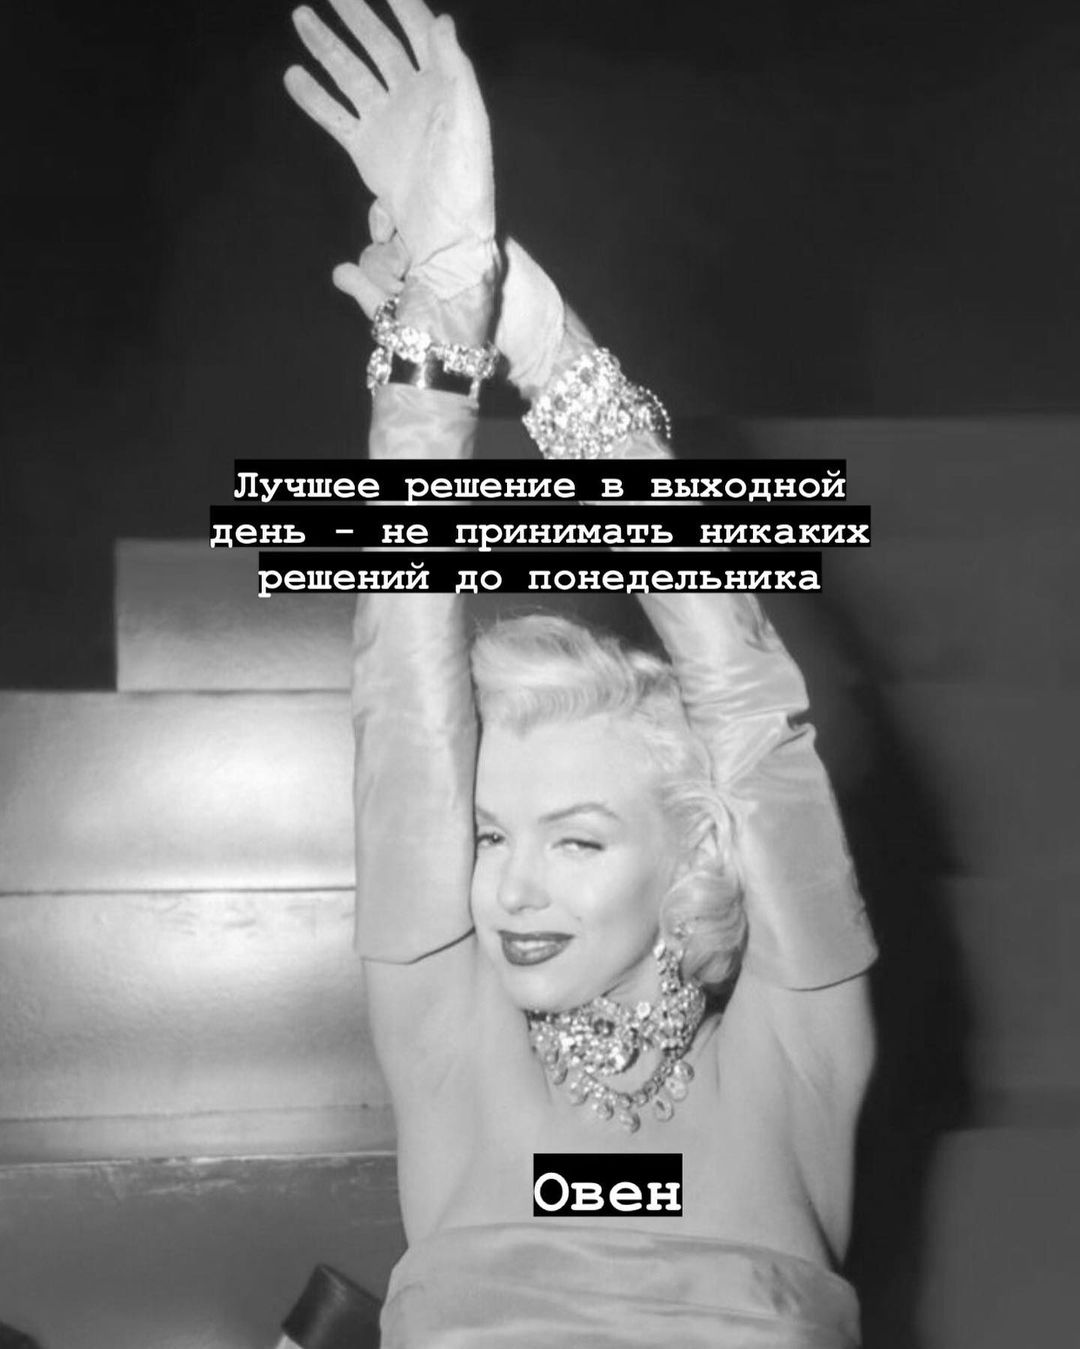 Лучшее решение в выходной
день - не принимать никаких
решений до понедельника
Овен